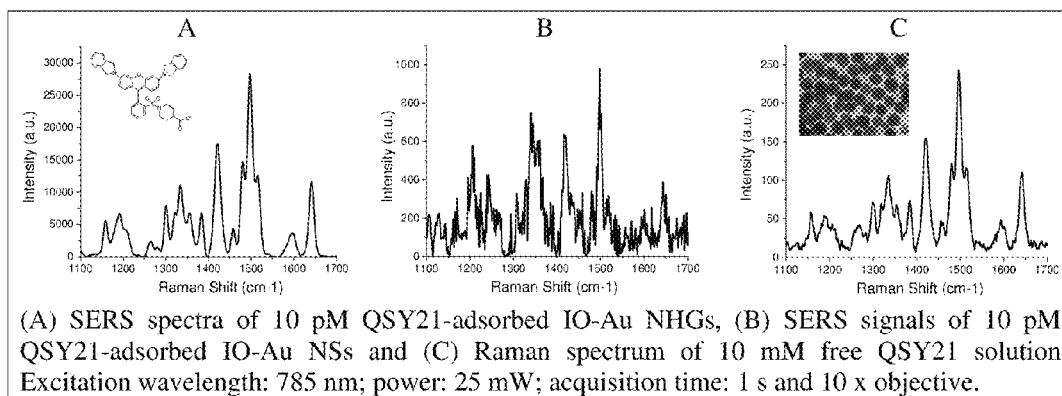 A
B
C
30000
25000
20000
15000
10000
5000
0
Intensity (a.u.)
1100 1200 1300 1400 1500 1600 1700
Raman Shift (cm-1)
1000
800
600
400
200
0
Intensity (a.u.)
1100 1200 1300 1400 1500 1600 1700
Raman Shift (cm-1)
250
200
150
100
50
0
Intensity (a.u.)
1100 1200 1300 1400 1500 1600 1700
Raman Shift (cm-1)
(A) SERS spectra of 10 pM QSY21-adsorbed IO-Au NHGs, (B) SERS signals of 10 pM
QSY21-adsorbed IO-Au NSs and (C) Raman spectrum of 10 mM free QSY21 solution
Excitation wavelength: 785 nm; power: 25 mW; acquisition time: 1 s and 10 x objective.